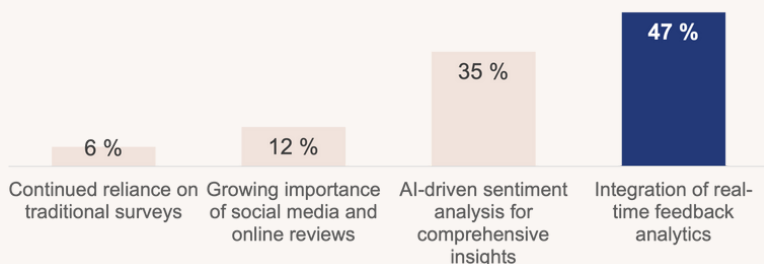 6 %
12 %
35 %
47 %
Continued reliance on
traditional surveys
Growing importance
of social media and
online reviews
AI-driven sentiment
analysis for
comprehensive
insights
Integration of real-
time feedback
analytics